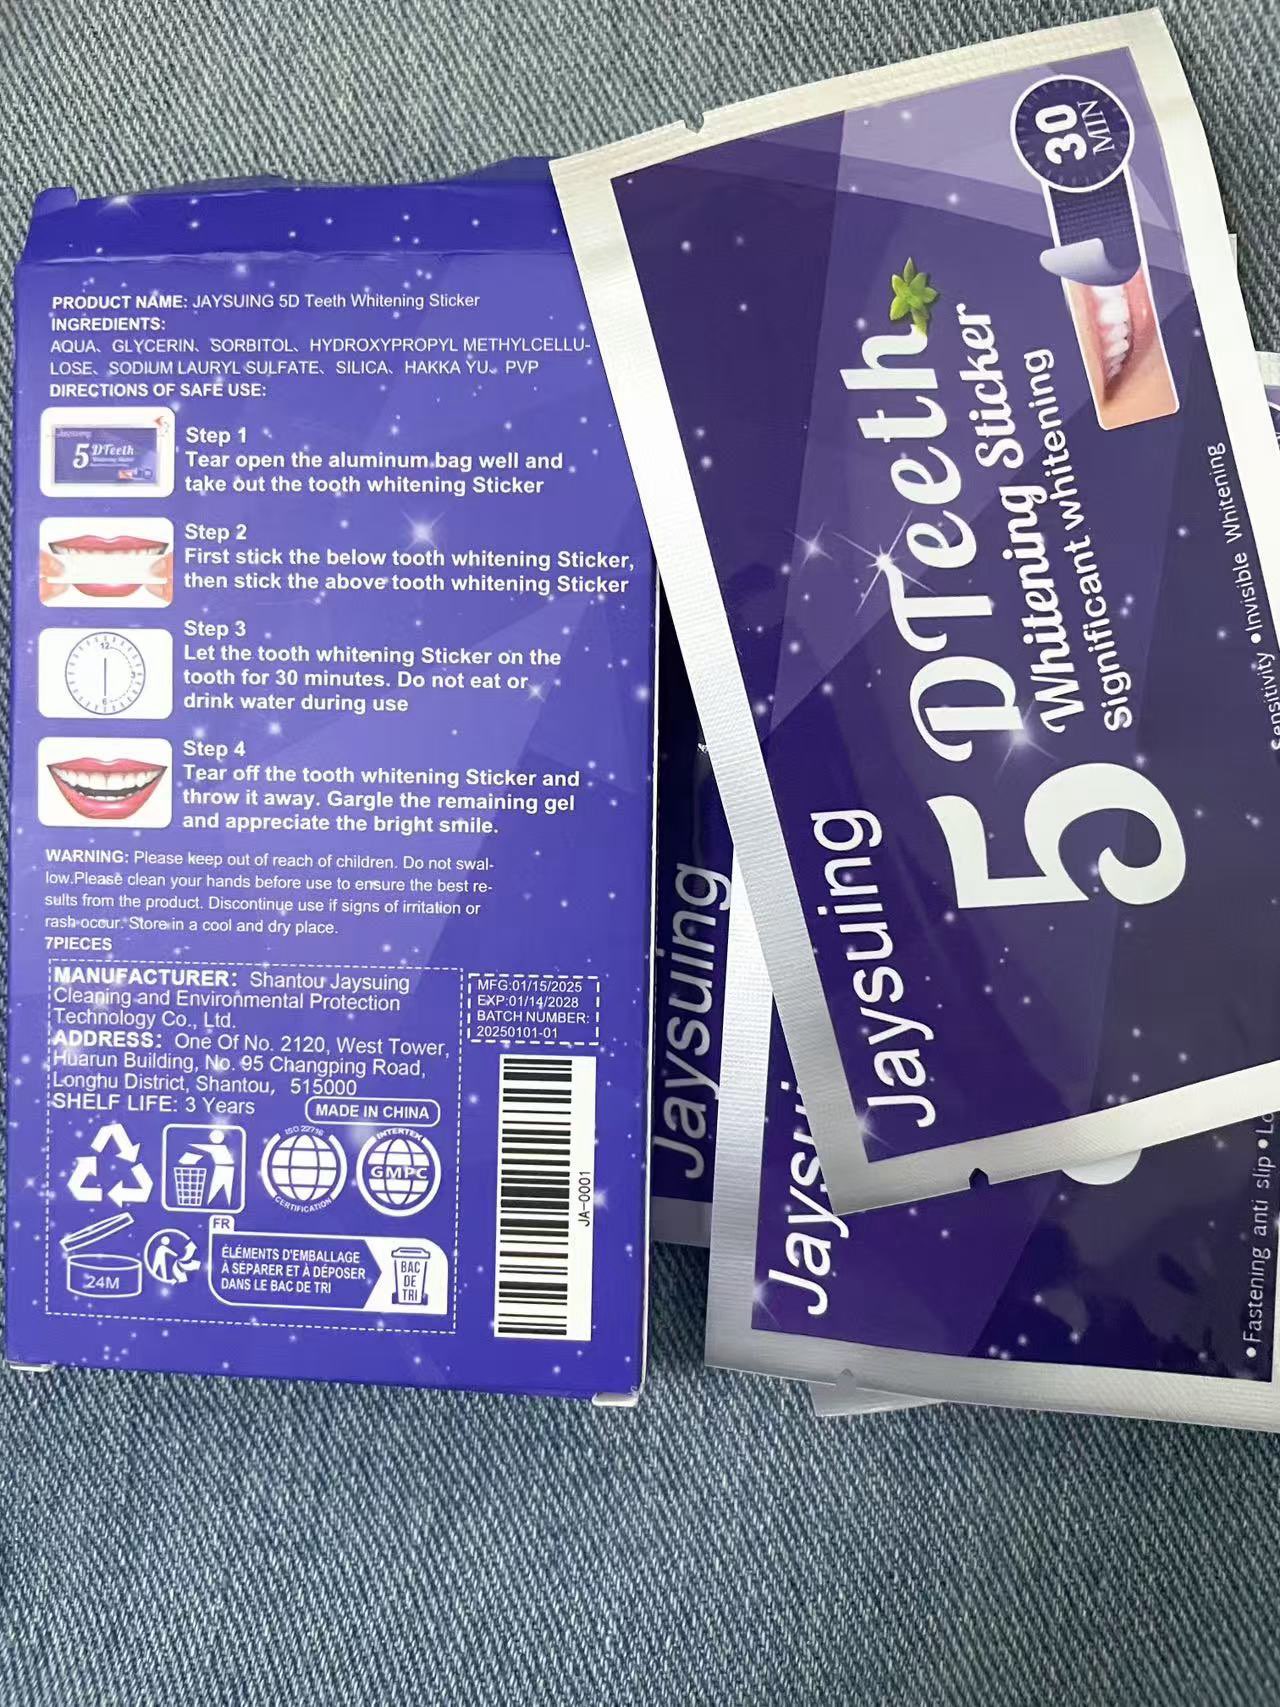 PRODUCT NAME: JAYSUING 5D Teeth Whitening Sticker
INGREDIENTS:
AQUA、GLYCERIN、SORBITOL、HYDROXYPROPYL METHYLCELLU-
LOSE、SODIUM LAURYL SULFATE、SILICA、HAKKA YU、PVP
DIRECTIONS OF SAFE USE:
Jaysuing
5 DTeeth
Step 1
Tear open the aluminum bag well and
take out the tooth whitening Sticker
Step 2
First stick the below tooth whitening Sticker,
then stick the above tooth whitening Sticker
12
6
Step 3
Let the tooth whitening Sticker on the
tooth for 30 minutes. Do not eat or
drink water during use
Step 4
Tear off the tooth whitening Sticker and
throw it away. Gargle the remaining gel
and appreciate the bright smile.
WARNING: Please keep out of reach of children. Do not swal-
low.Please clean your hands before use to ensure the best re-
sults from the product. Discontinue use if signs of irritation or
rash occur. Store in a cool and dry place.
7PIECES
MANUFACTURER: Shantou Jaysuing
Cleaning and Environmental Protection
Technology Co., Ltd.
ADDRESS: One Of No. 2120, West Tower,
Huarun Building, No. 95 Changping Road,
Longhu District, Shantou, 515000
SHELF LIFE: 3 Years
MADE IN CHINA
MFG:01/15/2025
EXP:01/14/2028
BATCH NUMBER:
20250101-01
ISO 22716
CERTIFICATION
INTERTEK
GMPC
24M
FR
ÉLÉMENTS D'EMBALLAGE
À SÉPARER ET À DÉPOSER
DANS LE BAC DE TRI
BAC
DE
TRI
JA-0001
Jaysuing
5DTeeth
Whitening Sticker
Significant whitening
30
MIN
Sensitivity •Invisible Whitening
Jaysuing
Jaysui
•Fastening anti slip •Lo